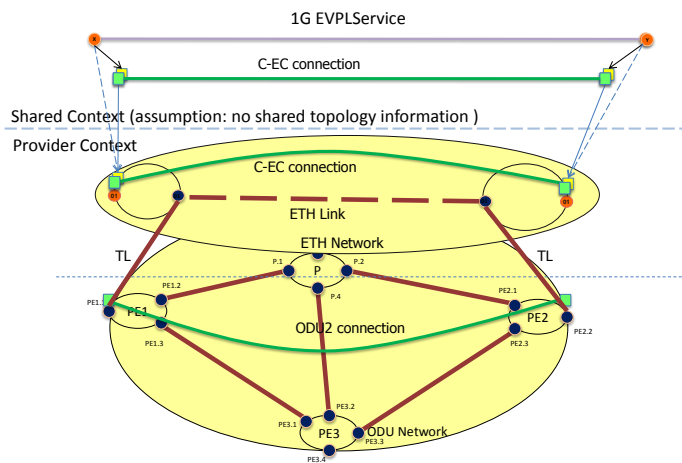 1G EVPLService
X
Y
C-EC connection
Shared Context (assumption: no shared topology information )
Provider Context
C-EC connection
01
01
ETH Link
ETH Network
TL
TL
P.1
P
P.2
P.4
PE1.2
PE2.1
PE1
PE2
PE2.2
ODU2 connection
PE1.3
PE2.3
PE3.2
PE3.1
PE3
ODU Network
PE3.3
PE3.4